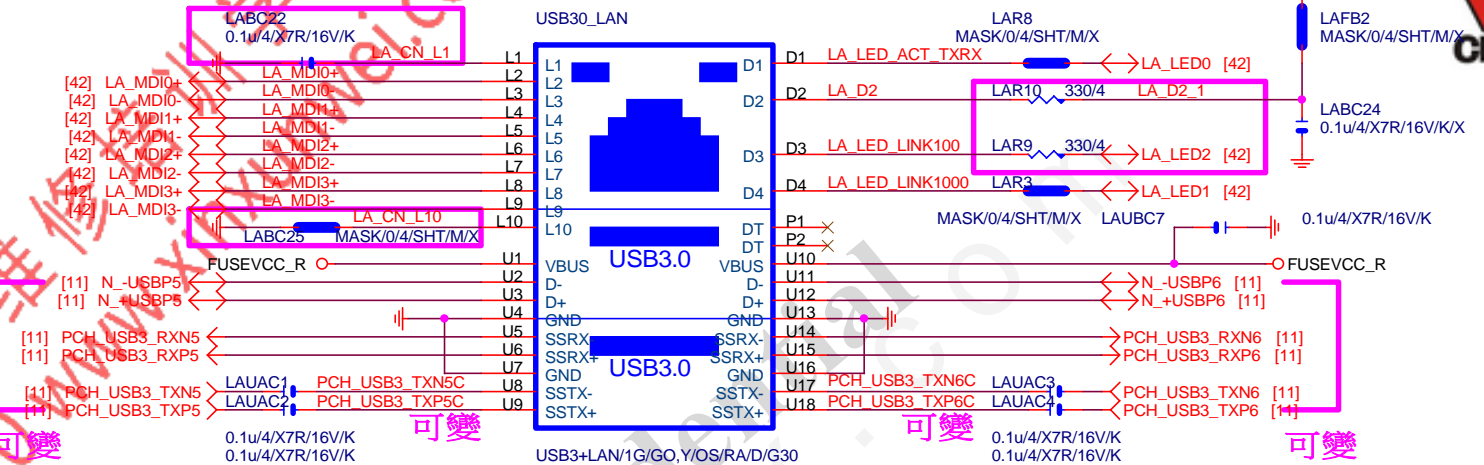 LABC22
0.1u/4/X7R/16V/K
LA_CN_L1
USB30_LAN
LAR8
MASK/0/4/SHT/M/X
LAFB2
MASK/0/4/SHT/M/X
[42] LA_MDI0+ LA_MDI0+
[42] LA_MDI0- LA_MDI0-
[42] LA_MDI1+ LA_MDI1+
[42] LA_MDI1- LA_MDI1-
[42] LA_MDI2+ LA_MDI2+
[42] LA_MDI2- LA_MDI2-
[42] LA_MDI3+ LA_MDI3+
[42] LA_MDI3- LA_MDI3-
LA_CN_L10
LABC25 MASK/0/4/SHT/M/X
L1 L1
L2 L2
L3 L3
L4 L4
L5 L5
L6 L6
L7 L7
L8 L8
L9 L9
L10 L10
D1 D1 LA_LED_ACT_TXRX LA_LED0 [42]
D2 D2 LA_D2 LAR10 330/4 LA_D2_1
LABC24
0.1u/4/X7R/16V/K/X
D3 D3 LA_LED_LINK100 LAR9 330/4 LA_LED2 [42]
D4 D4 LA_LED_LINK1000 LAR3 LA_LED1 [42]
MASK/0/4/SHT/M/X LAUBC7 0.1u/4/X7R/16V/K
DT P1
DT P2
USB3.0
FUSEVCC_R U1 VBUS
[11] N_-USBP5 U2 D-
[11] N_+USBP5 U3 D+
U4 GND
[11] PCH_USB3_RXN5 U5 SSRX-
[11] PCH_USB3_RXP5 U6 SSRX+
U7 GND
[11] PCH_USB3_TXN5 LAUAC1 PCH_USB3_TXN5C U8 SSTX-
[11] PCH_USB3_TXP5 LAUAC2 PCH_USB3_TXP5C U9 SSTX+
USB3.0
VBUS U10 FUSEVCC_R
D- U11 N_-USBP6 [11]
D+ U12 N_+USBP6 [11]
GND U13
SSRX- U14 PCH_USB3_RXN6 [11]
SSRX+ U15 PCH_USB3_RXP6 [11]
GND U16
SSTX- U17 PCH_USB3_TXN6C LAUAC3 PCH_USB3_TXN6 [11]
SSTX+ U18 PCH_USB3_TXP6C LAUAC4 PCH_USB3_TXP6 [11]
可變 可變 可變 可變
0.1u/4/X7R/16V/K
0.1u/4/X7R/16V/K
USB3+LAN/1G/GO,Y/OS/RA/D/G30
0.1u/4/X7R/16V/K
0.1u/4/X7R/16V/K